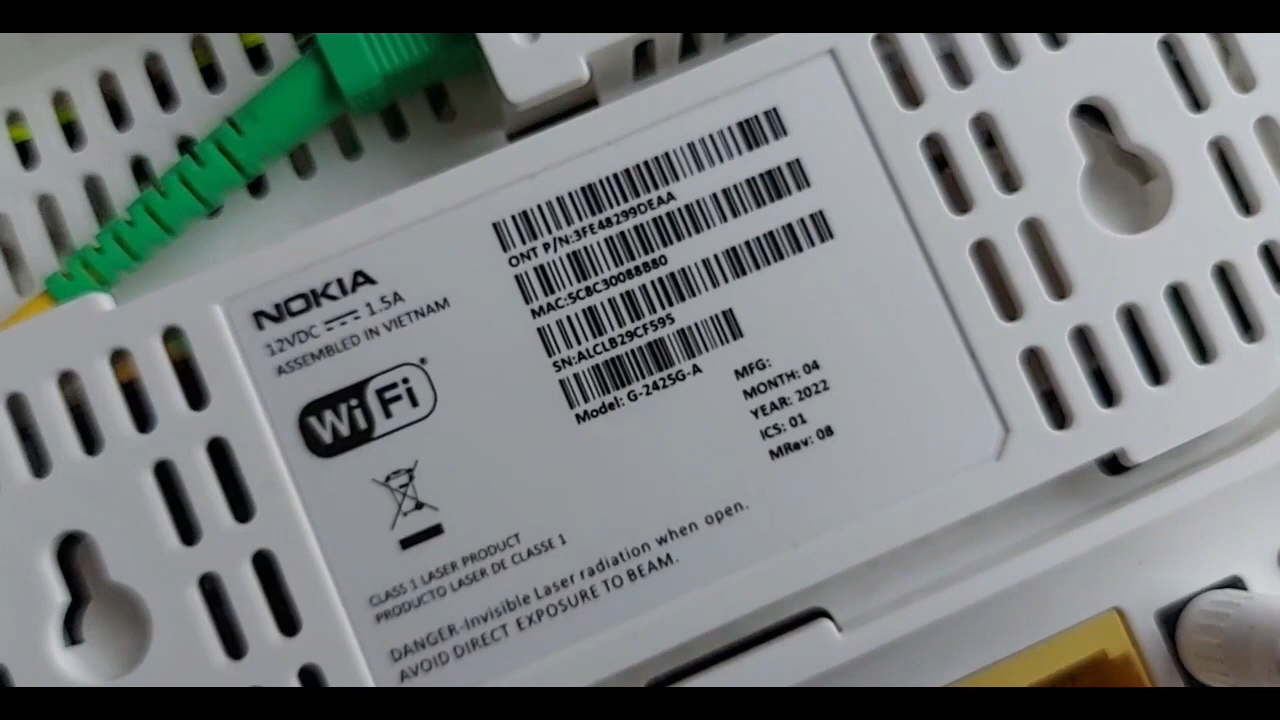 NOKIA
12VDC 1.5A
ASSEMBLED IN VIETNAM
WiFi
ONT P/N:3FE48299DEAA
MAC:5C8C30088B80
SN:ALCLB29CF595
Model: G-2425G-A
MFG:
MONTH: 04
YEAR: 2022
ICS: 01
MRev: 08
CLASS 1 LASER PRODUCT
PRODUCTO LASER DE CLASSE 1
DANGER-Invisible Laser radiation when open.
AVOID DIRECT EXPOSURE TO BEAM.